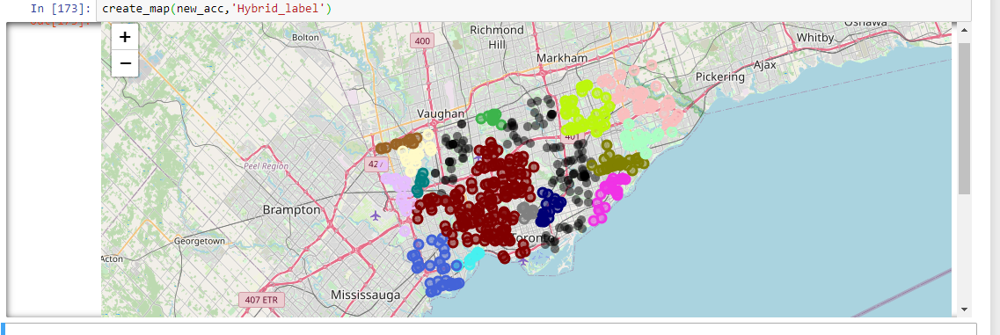 In [173]: create_map(new_acc,'Hybrid_label')
Out[173]:
+
−
Bolton
400
Richmond
Hill
Markham
Oshawa
Whitby
Ajax
Pickering
Vaughan
401
427
Peel Region
Brampton
Georgetown
Toronto
Acton
Mississauga
407 ETR